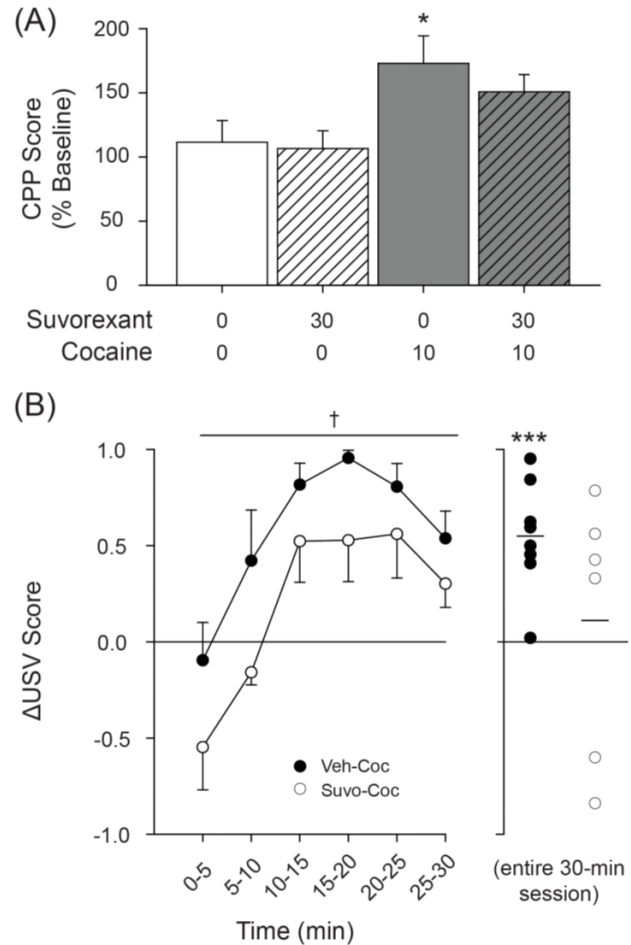 (A)
200
150
100
50
0
CPP Score
(% Baseline)
*
Suvorexant 0 30 0 30
Cocaine 0 0 10 10
(B)
†
1.0
0.5
0.0
-0.5
-1.0
ΔUSV Score
Veh-Coc
Suvo-Coc
0-5 5-10 10-15 15-20 20-25 25-30
Time (min)
***
(entire 30-min
session)